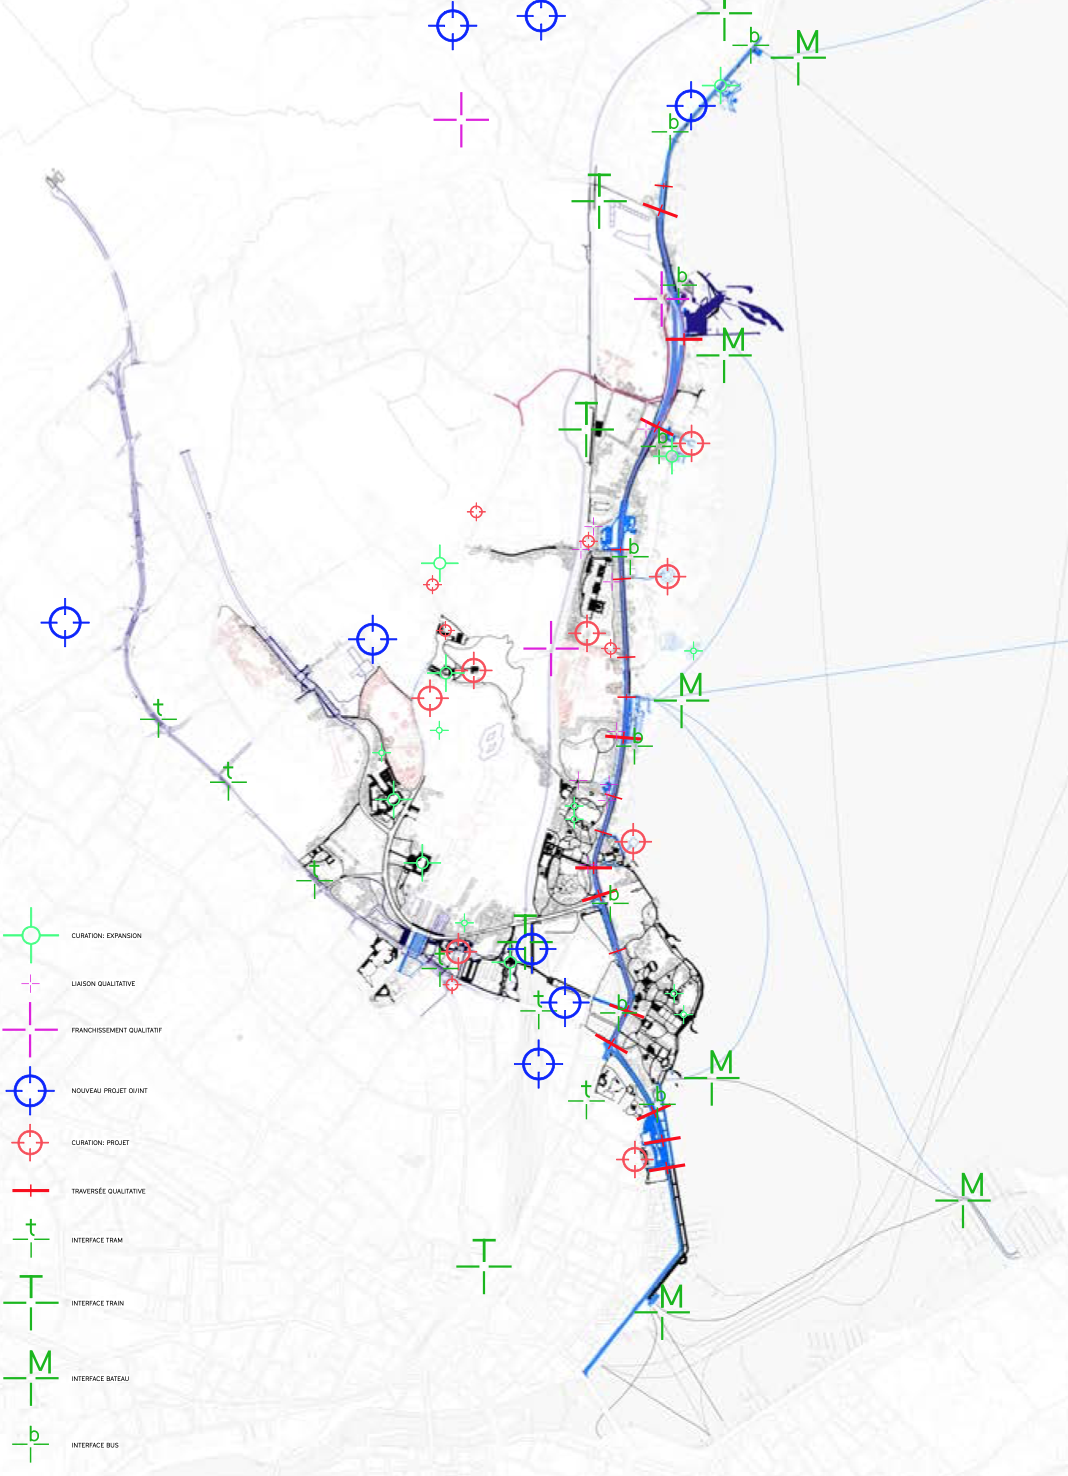 b
M
b
T
b
M
T
b
b
M
b
t
t
t
b
T
t
t
b
M
t
b
M
T
M
CURATION: EXPANSION
LIAISON QUALITATIVE
FRANCHISSEMENT QUALITATIF
NOUVEAU PROJET OI/INT
CURATION: PROJET
TRAVERSÉE QUALITATIVE
t
INTERFACE TRAM
T
INTERFACE TRAIN
M
INTERFACE BATEAU
b
INTERFACE BUS